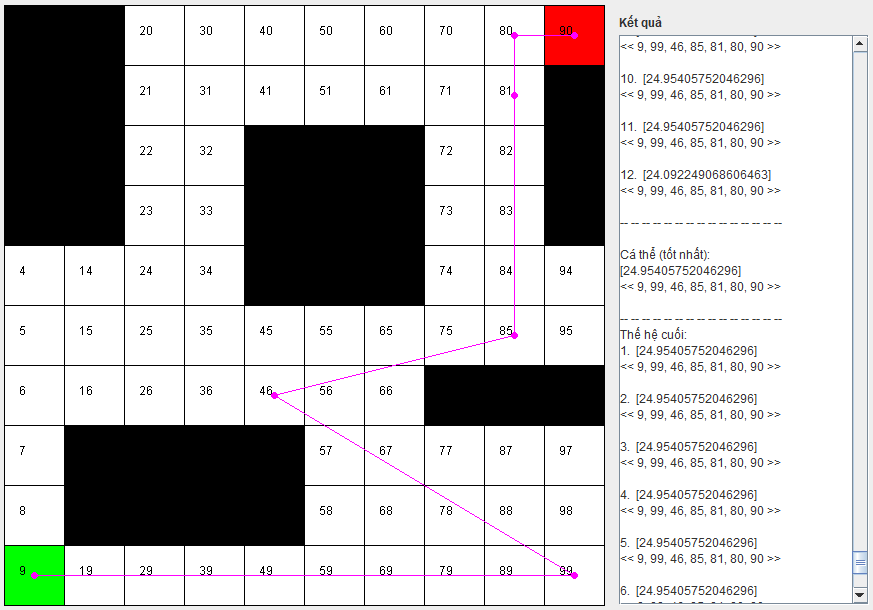 20 30 40 50 60 70 80 90
21 31 41 51 61 71 81
22 32 72 82
23 33 73 83
4 14 24 34 74 84 94
5 15 25 35 45 55 65 75 85 95
6 16 26 36 46 56 66
7 57 67 77 87 97
8 58 68 78 88 98
9 19 29 39 49 59 69 79 89 99
Kết quả
<< 9, 99, 46, 85, 81, 80, 90 >>
10. [24.95405752046296]
<< 9, 99, 46, 85, 81, 80, 90 >>
11. [24.95405752046296]
<< 9, 99, 46, 85, 81, 80, 90 >>
12. [24.092249068606463]
<< 9, 99, 46, 85, 81, 80, 90 >>
Cá thể (tốt nhất):
[24.95405752046296]
<< 9, 99, 46, 85, 81, 80, 90 >>
Thế hệ cuối:
1. [24.95405752046296]
<< 9, 99, 46, 85, 81, 80, 90 >>
2. [24.95405752046296]
<< 9, 99, 46, 85, 81, 80, 90 >>
3. [24.95405752046296]
<< 9, 99, 46, 85, 81, 80, 90 >>
4. [24.95405752046296]
<< 9, 99, 46, 85, 81, 80, 90 >>
5. [24.95405752046296]
<< 9, 99, 46, 85, 81, 80, 90 >>
6. [24.95405752046296]